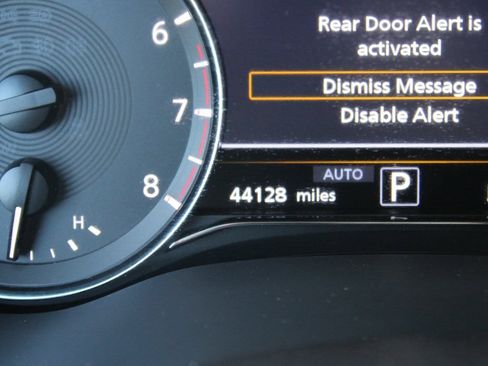 6
Rear Door Alert is
activated
Dismiss Message
7
Disable Alert
AUTO
8
44128 miles
P
H